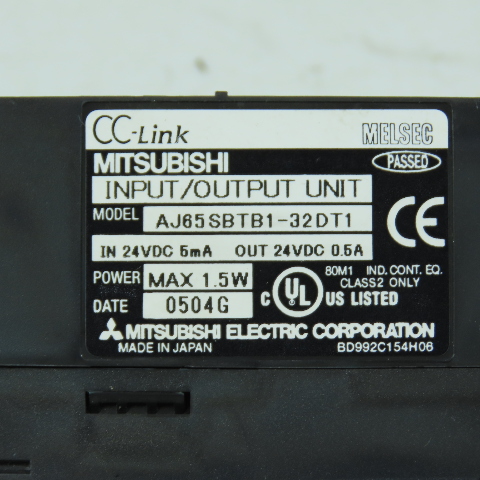 CC-Link MELSEC
MITSUBISHI PASSED
INPUT/OUTPUT UNIT
MODEL AJ65SBTB1-32DT1
CE
IN 24VDC 5mA OUT 24VDC 0.5A
POWER MAX 1.5W
80M1 IND. CONT. EQ.
CLASS2 ONLY
DATE 0504G
C UL US LISTED
MITSUBISHI ELECTRIC CORPORATION
MADE IN JAPAN BD992C154H06